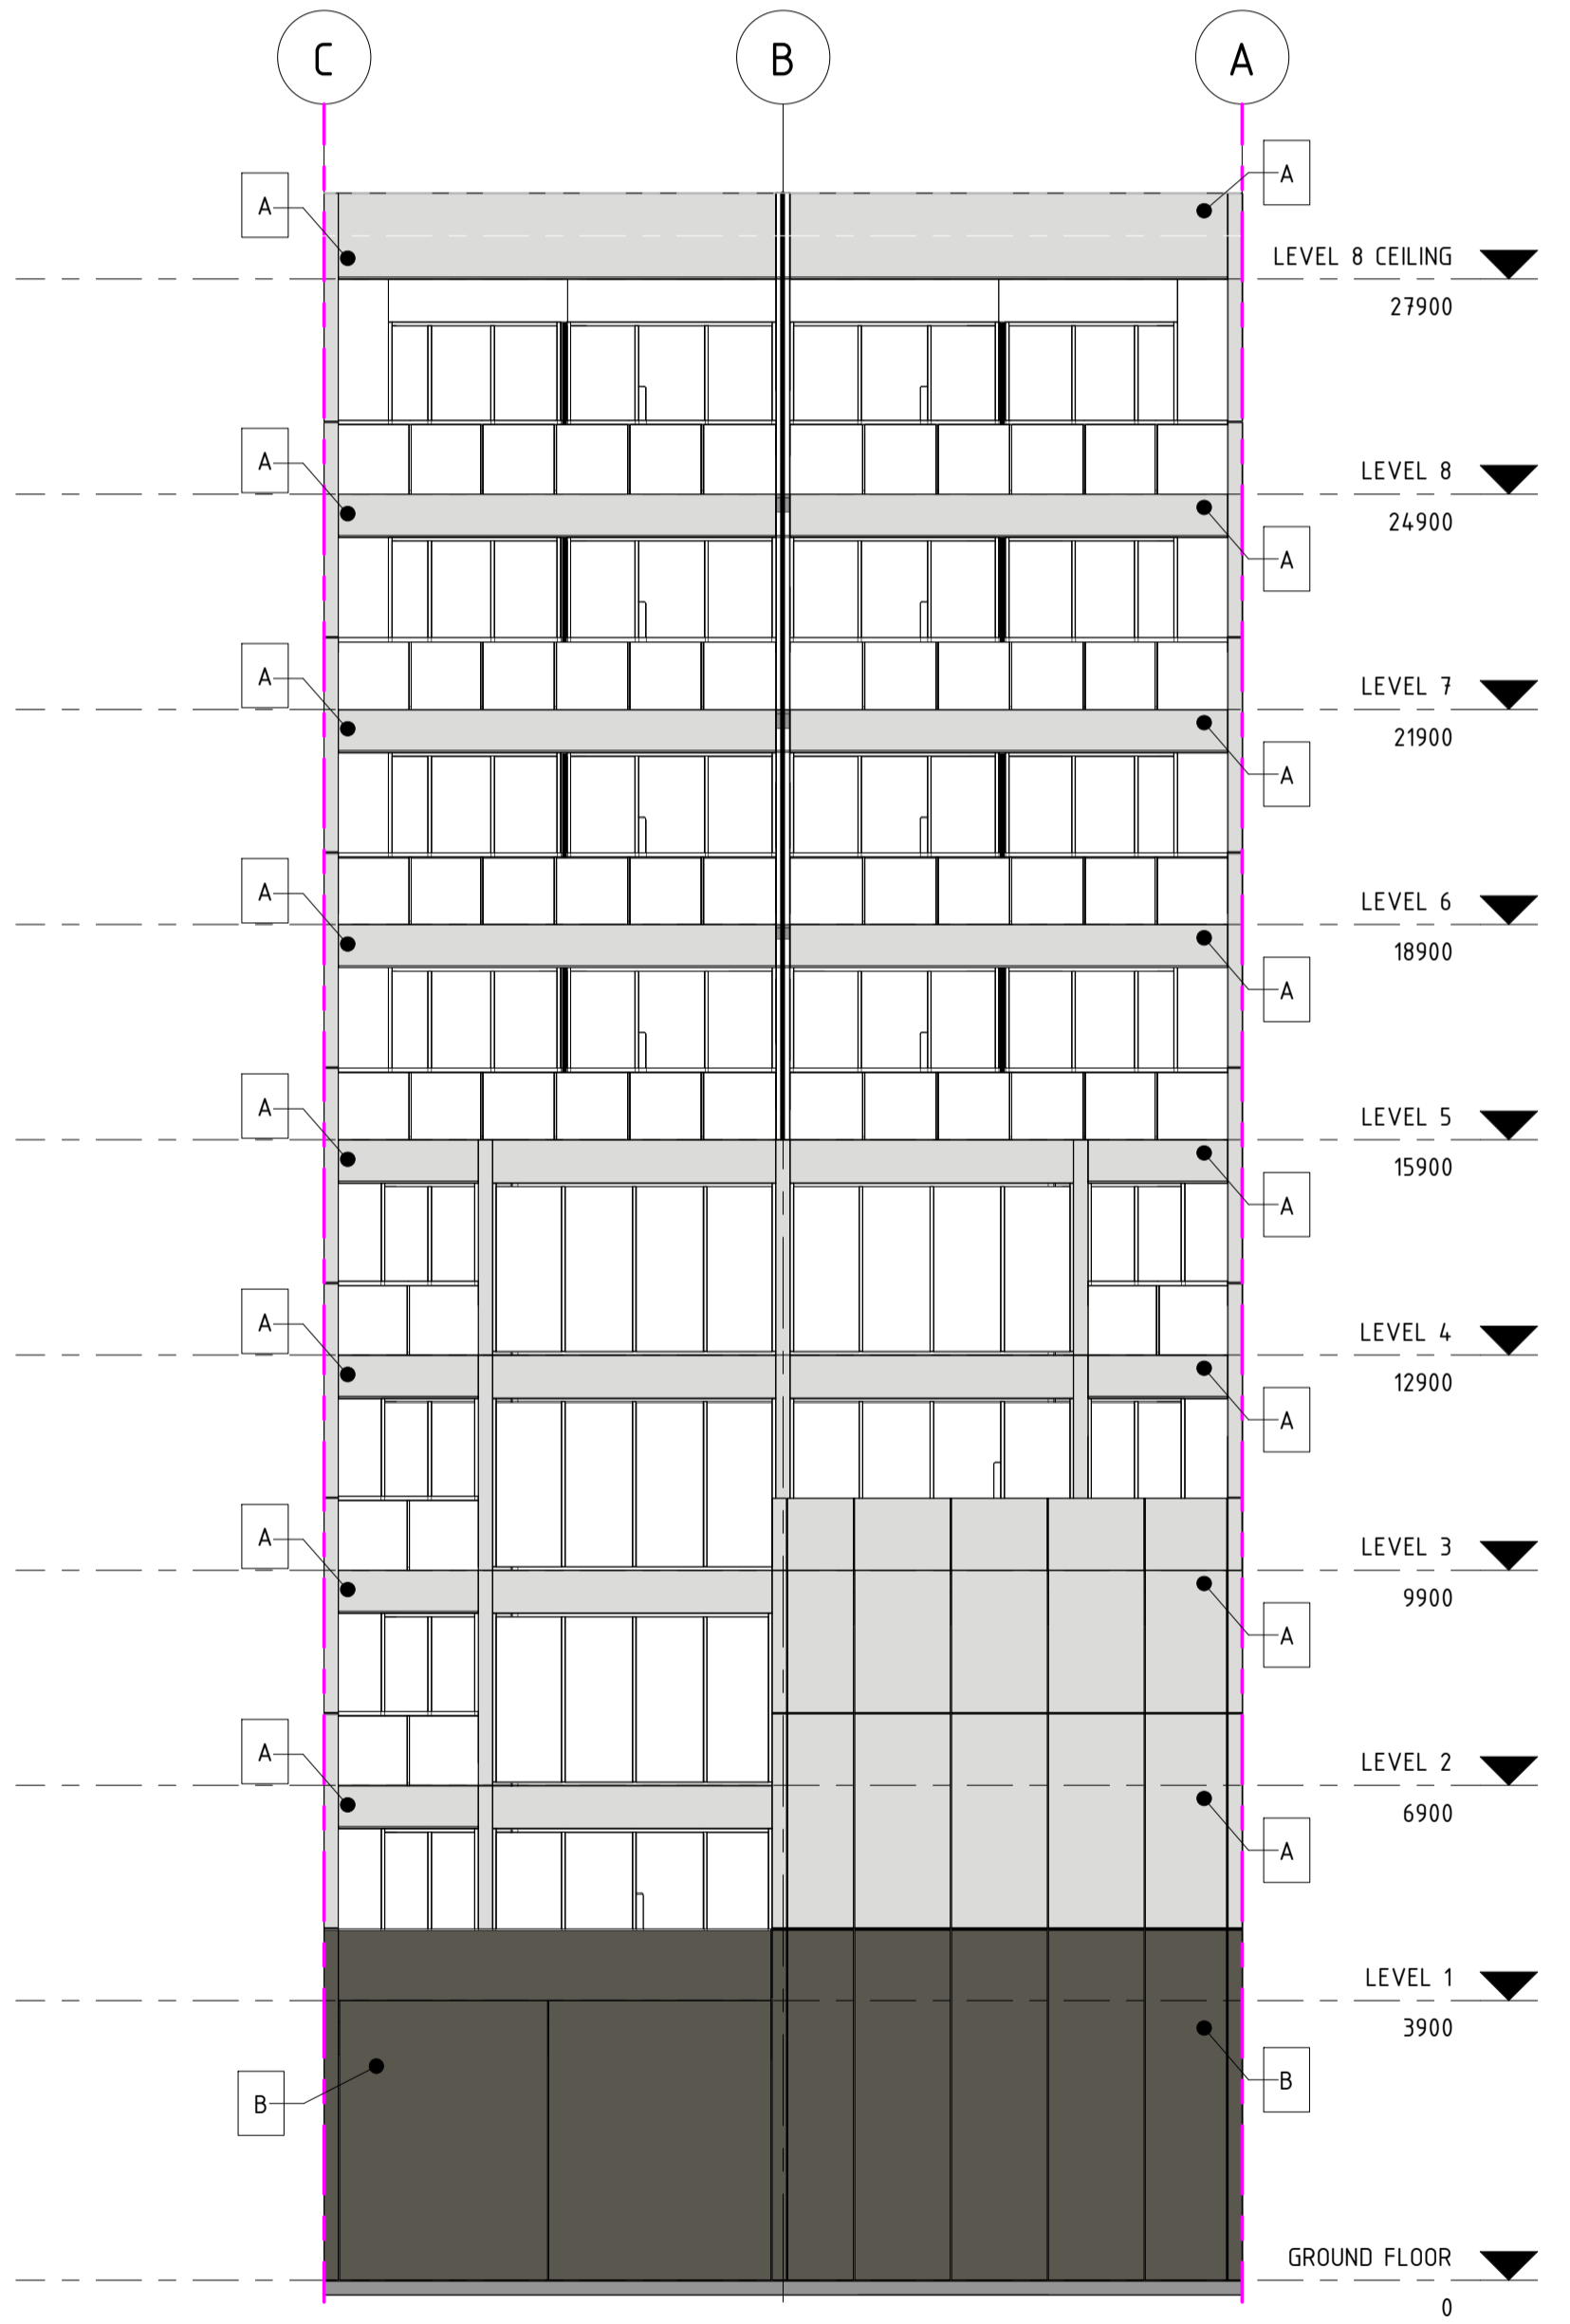 C B A
A
A
LEVEL 8 CEILING
27900
A
LEVEL 8
24900
A
A
LEVEL 7
21900
A
A
LEVEL 6
18900
A
A
LEVEL 5
15900
A
A
LEVEL 4
12900
A
A
LEVEL 3
9900
A
A
LEVEL 2
6900
A
LEVEL 1
3900
B
B
GROUND FLOOR
0